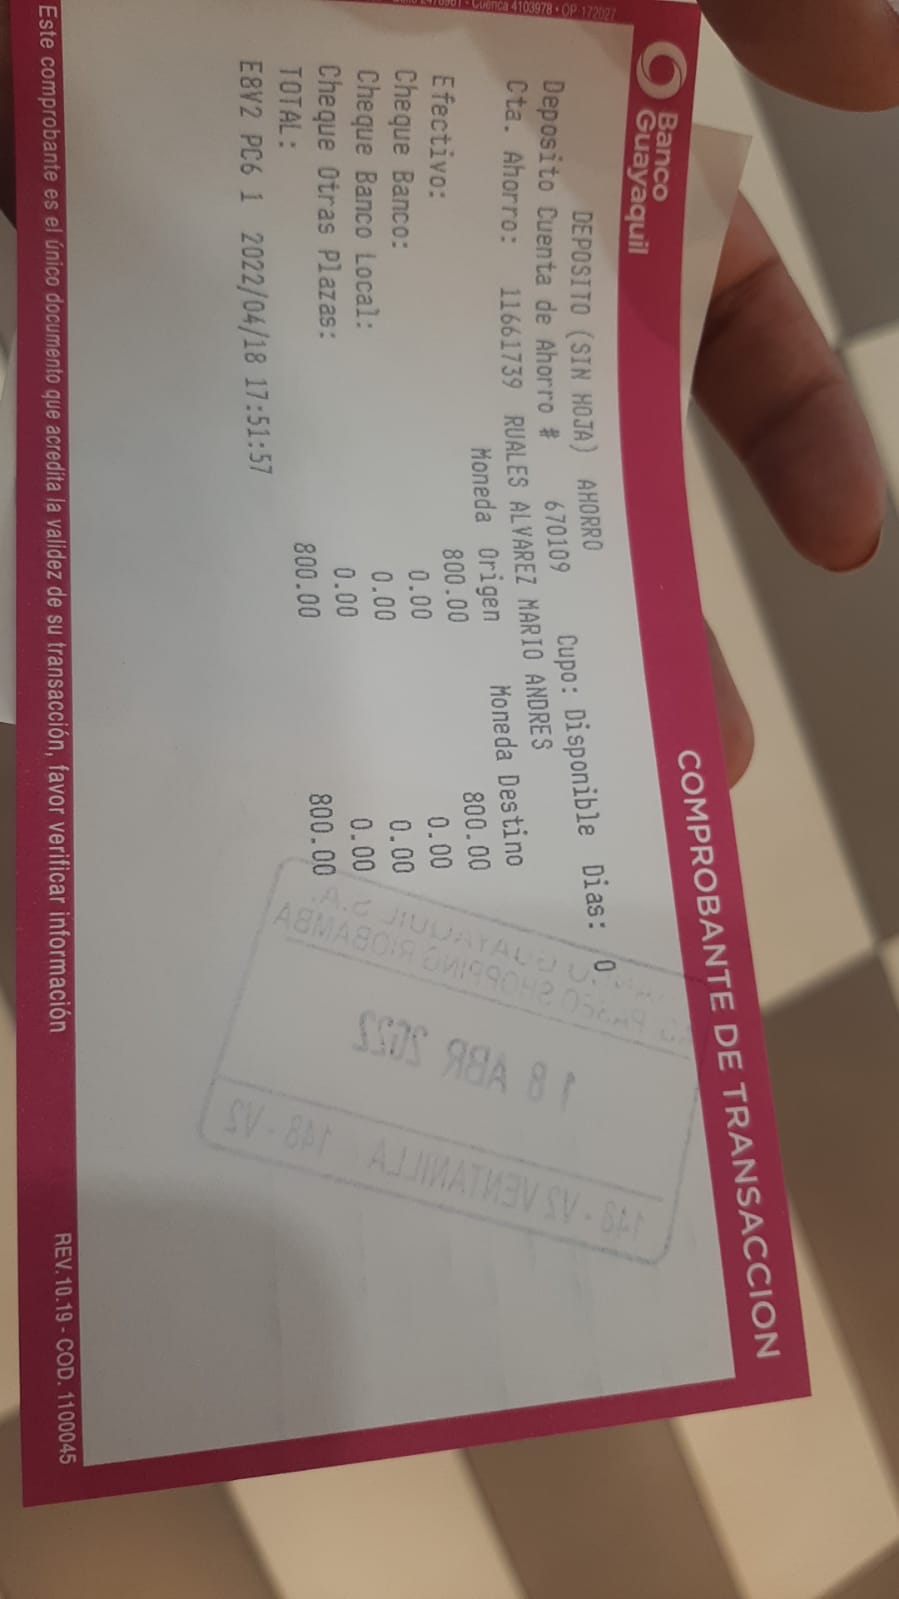 Cuenta 4103978 • OP-172027
Banco
Guayaquil
COMPROBANTE DE TRANSACCION
DEPOSITO (SIN HOJA) AHORRO
Deposito Cuenta de Ahorro # 670109 Cupo: Disponible Dias: 0
Cta. Ahorro: 11661739 RUALES ALVAREZ MARIO ANDRES
Moneda Origen Moneda Destino
Efectivo: 800.00 800.00
Cheque Banco: 0.00 0.00
Cheque Banco Local: 0.00 0.00
Cheque Otras Plazas: 0.00 0.00
TOTAL: 800.00 800.00
E8V2 PC6 1 2022/04/18 17:51:57
GUAYAQUIL S.A.
PASEO SHOPPING RIOBAMBA
18 ABR 2022
148 - V2 VENTANILLA 148 - V2
Este comprobante es el único documento que acredita la validez de su transacción, favor verificar información
REV.10.19 - COD. 1100045